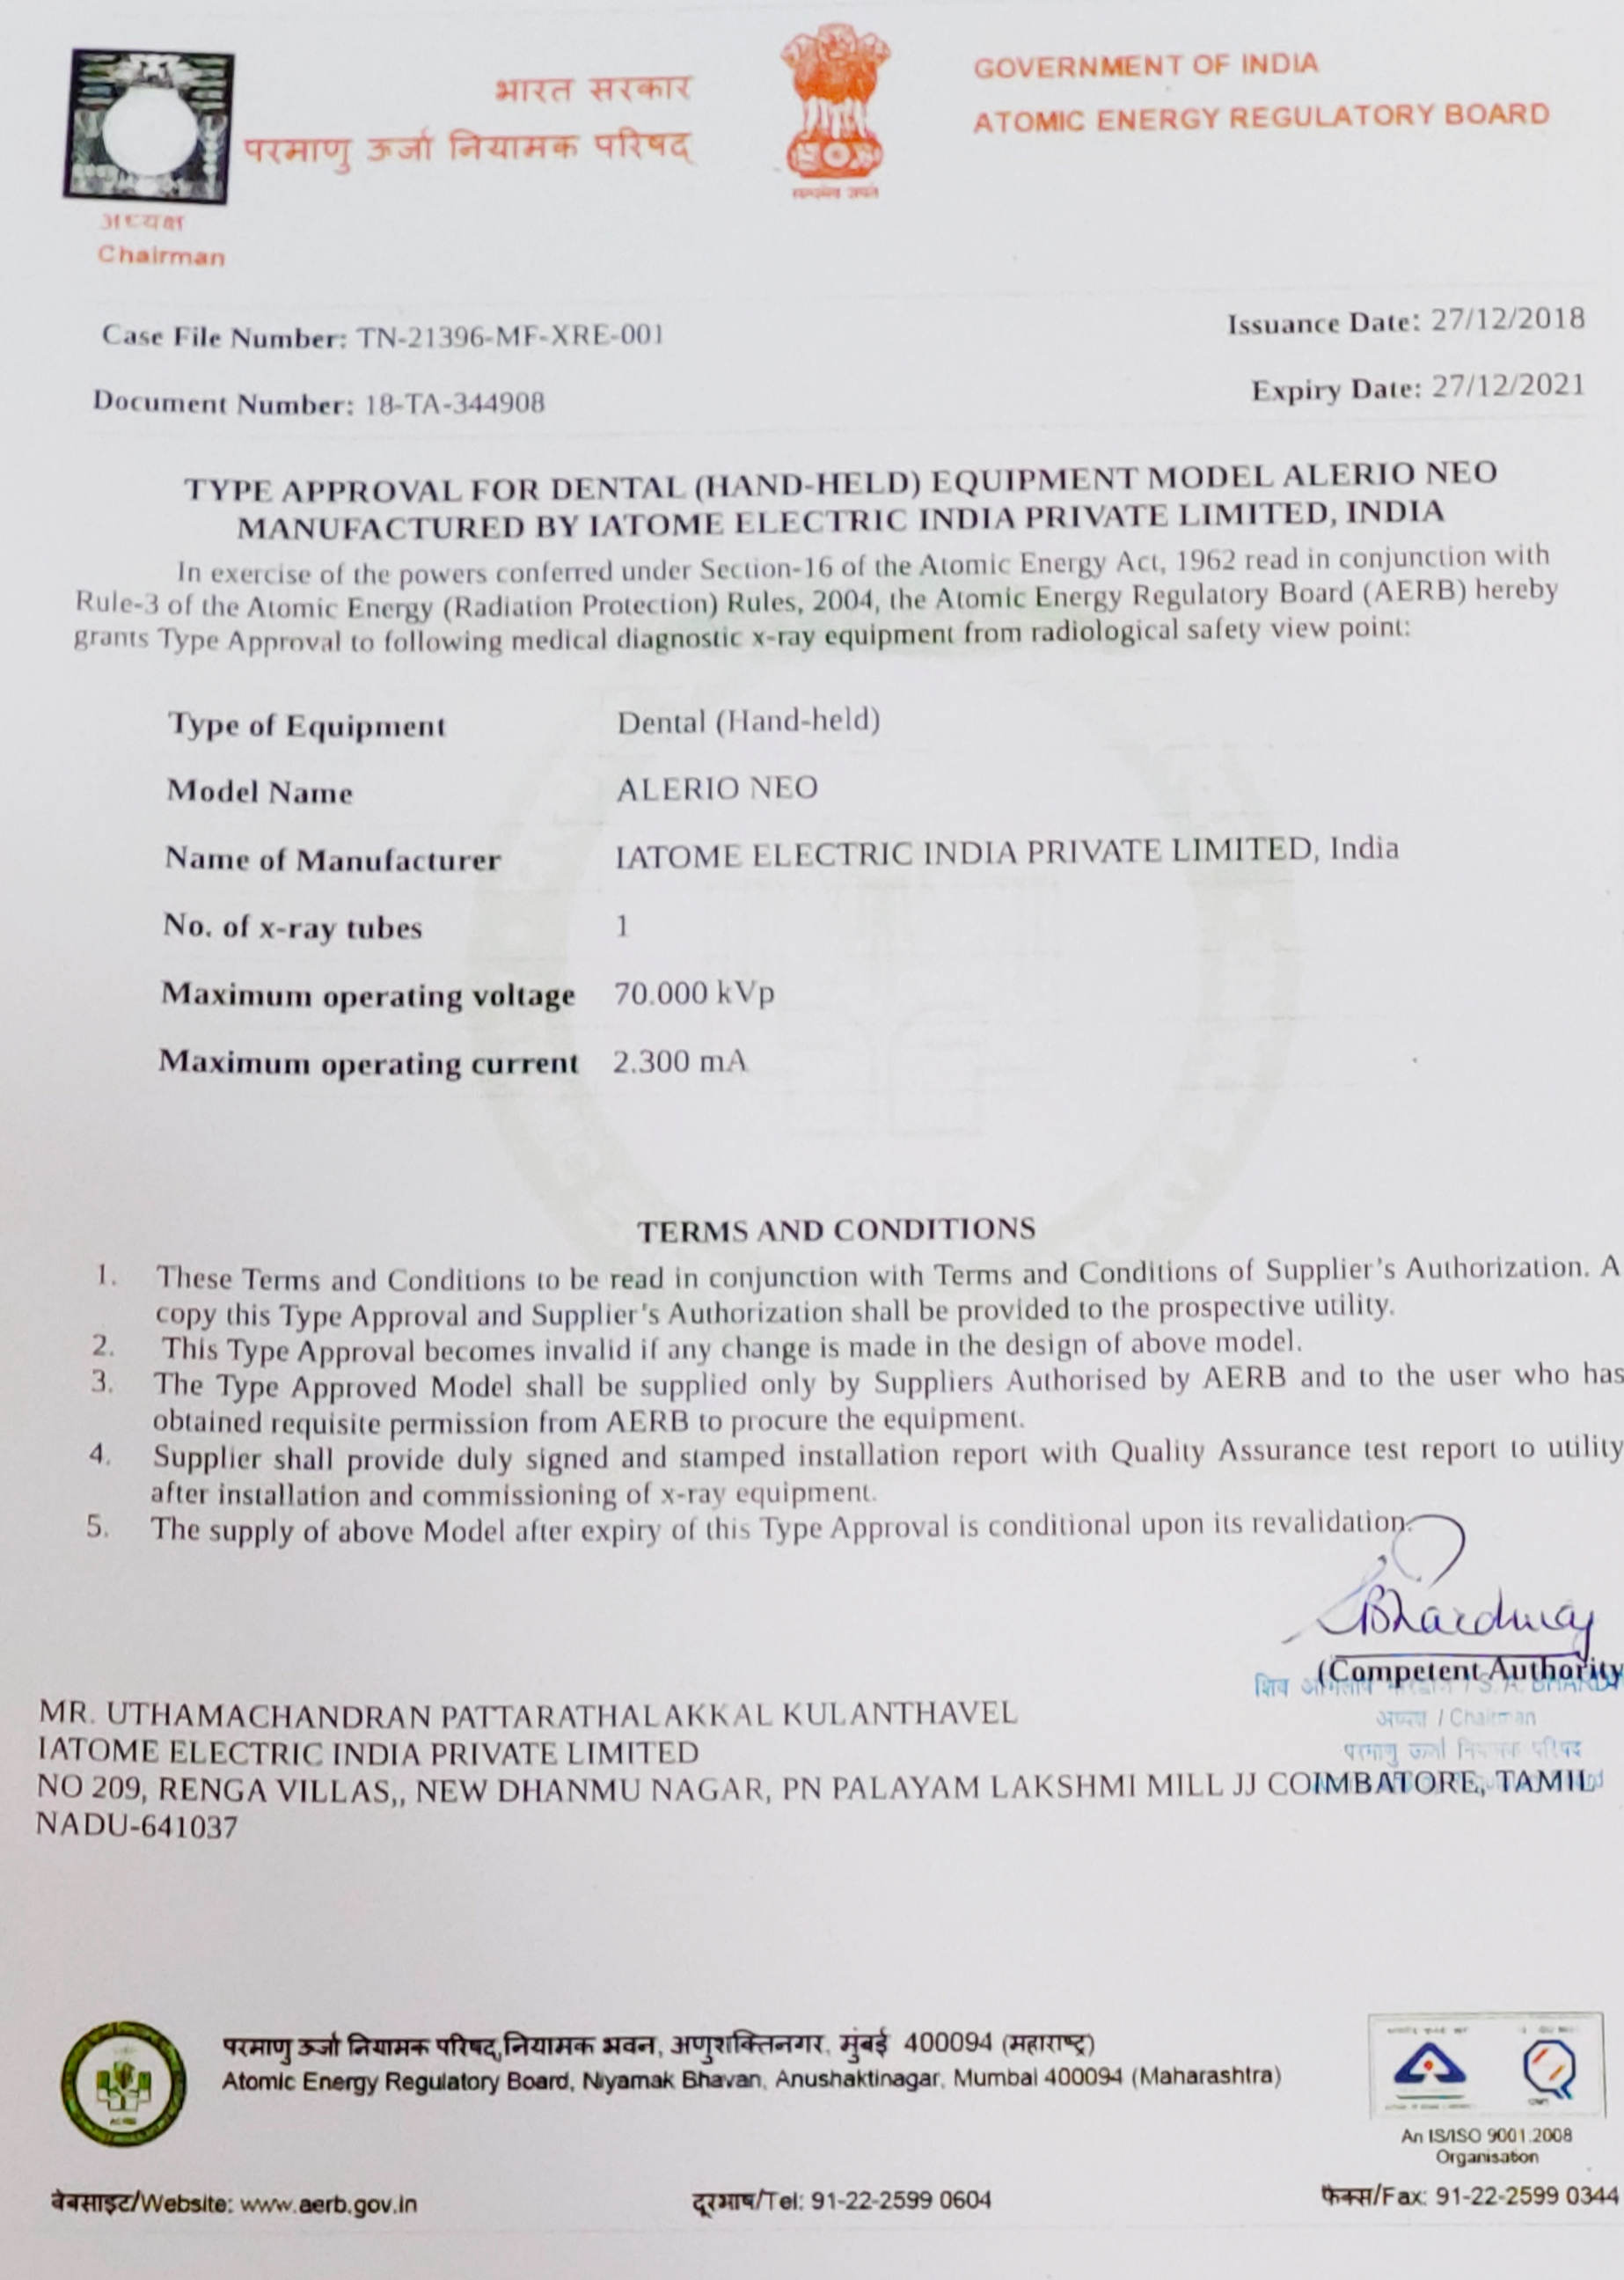 भारत सरकार
परमाणु ऊर्जा नियामक परिषद्
सत्यमेव जयते
GOVERNMENT OF INDIA
ATOMIC ENERGY REGULATORY BOARD
अध्यक्ष
Chairman
Case File Number: TN-21396-MF-XRE-001
Issuance Date: 27/12/2018
Document Number: 18-TA-344908
Expiry Date: 27/12/2021
TYPE APPROVAL FOR DENTAL (HAND-HELD) EQUIPMENT MODEL ALERIO NEO
MANUFACTURED BY IATOME ELECTRIC INDIA PRIVATE LIMITED, INDIA
In exercise of the powers conferred under Section-16 of the Atomic Energy Act, 1962 read in conjunction with
Rule-3 of the Atomic Energy (Radiation Protection) Rules, 2004, the Atomic Energy Regulatory Board (AERB) hereby
grants Type Approval to following medical diagnostic x-ray equipment from radiological safety view point:
Type of Equipment Dental (Hand-held)
Model Name ALERIO NEO
Name of Manufacturer IATOME ELECTRIC INDIA PRIVATE LIMITED, India
No. of x-ray tubes 1
Maximum operating voltage 70.000 kVp
Maximum operating current 2.300 mA
TERMS AND CONDITIONS
1. These Terms and Conditions to be read in conjunction with Terms and Conditions of Supplier's Authorization. A
copy this Type Approval and Supplier's Authorization shall be provided to the prospective utility.
2. This Type Approval becomes invalid if any change is made in the design of above model.
3. The Type Approved Model shall be supplied only by Suppliers Authorised by AERB and to the user who has
obtained requisite permission from AERB to procure the equipment.
4. Supplier shall provide duly signed and stamped installation report with Quality Assurance test report to utility
after installation and commissioning of x-ray equipment.
5. The supply of above Model after expiry of this Type Approval is conditional upon its revalidation.
Bhardwaj
(Competent Authority
अध्यक्ष / Chairman
परमाणु ऊर्जा नियामक परिषद
MR. UTHAMACHANDRAN PATTARATHALAKKAL KULANTHAVEL
IATOME ELECTRIC INDIA PRIVATE LIMITED
NO 209, RENGA VILLAS,, NEW DHANMU NAGAR, PN PALAYAM LAKSHMI MILL JJ COIMBATORE, TAMIL
NADU-641037
परमाणु ऊर्जा नियामक परिषद्,नियामक भवन, अणुशक्तिनगर, मुंबई 400094 (महाराष्ट्र)
Atomic Energy Regulatory Board, Niyamak Bhavan, Anushaktinagar, Mumbai 400094 (Maharashtra)
An IS/ISO 9001:2008
Organisation
वेबसाइट/Website: www.aerb.gov.in
दूरभाष/Tel: 91-22-2599 0604
फैक्स/Fax: 91-22-2599 0344